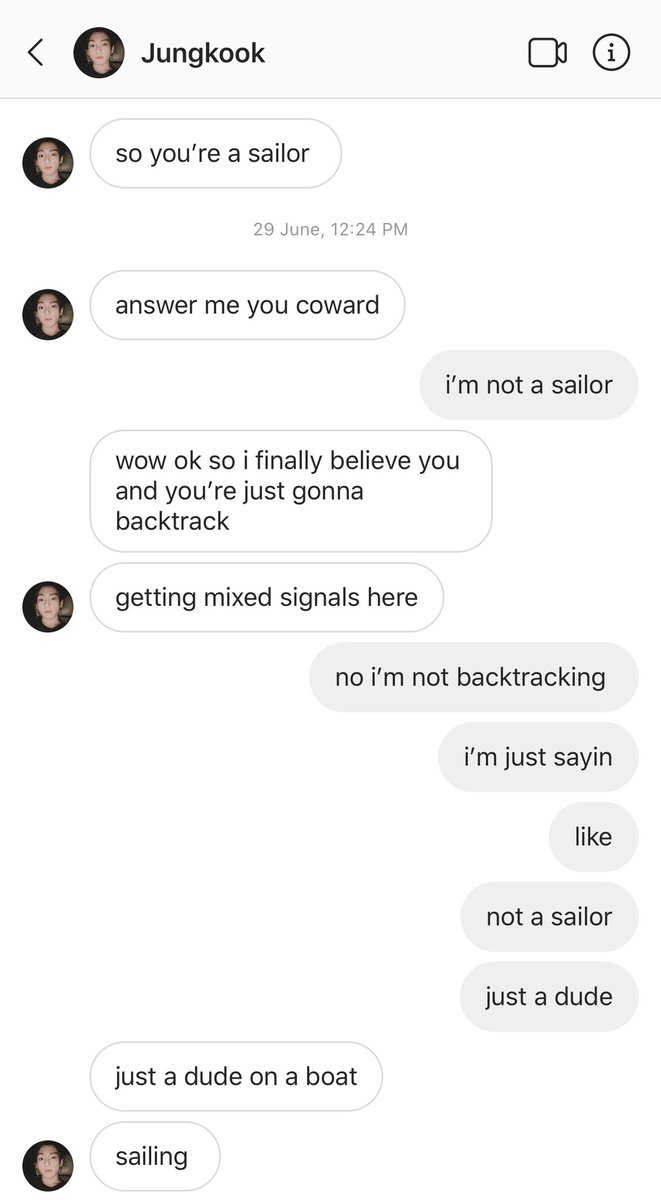 Jungkook
so you’re a sailor
29 June, 12:24 PM
answer me you coward
i’m not a sailor
wow ok so i finally believe you
and you’re just gonna
backtrack
getting mixed signals here
no i’m not backtracking
i’m just sayin
like
not a sailor
just a dude
just a dude on a boat
sailing